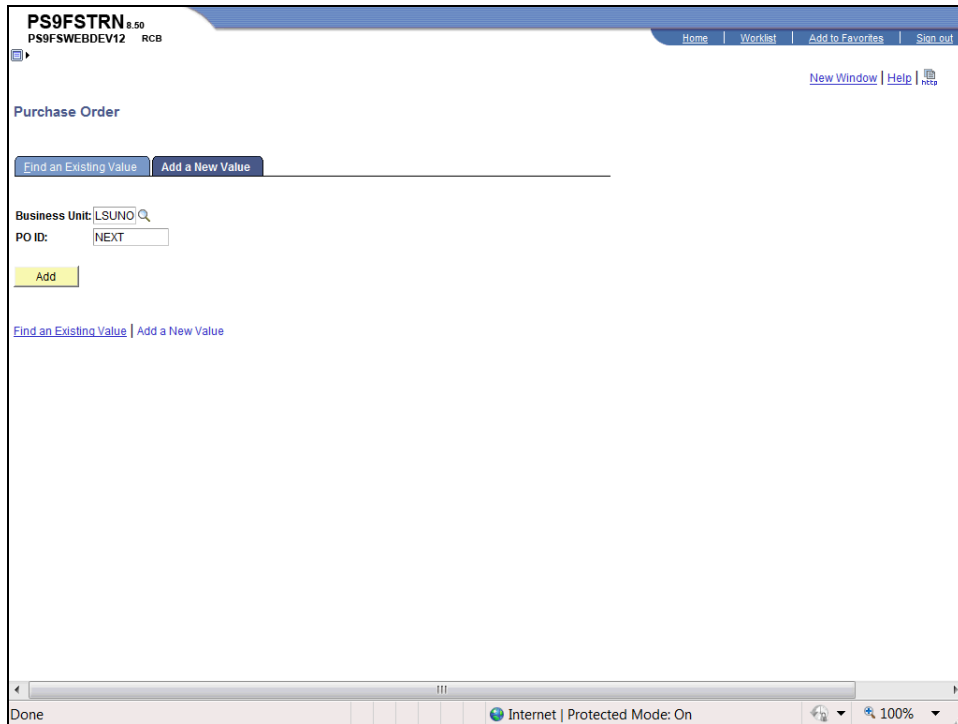 PS9FSTRN 8.50
PS9FSWEBDEV12 RCB
Home | Worklist | Add to Favorites | Sign out
New Window | Help | http
Purchase Order
Find an Existing Value Add a New Value
Business Unit: LSUNO
PO ID: NEXT
Add
Find an Existing Value | Add a New Value
Done Internet | Protected Mode: On 100%